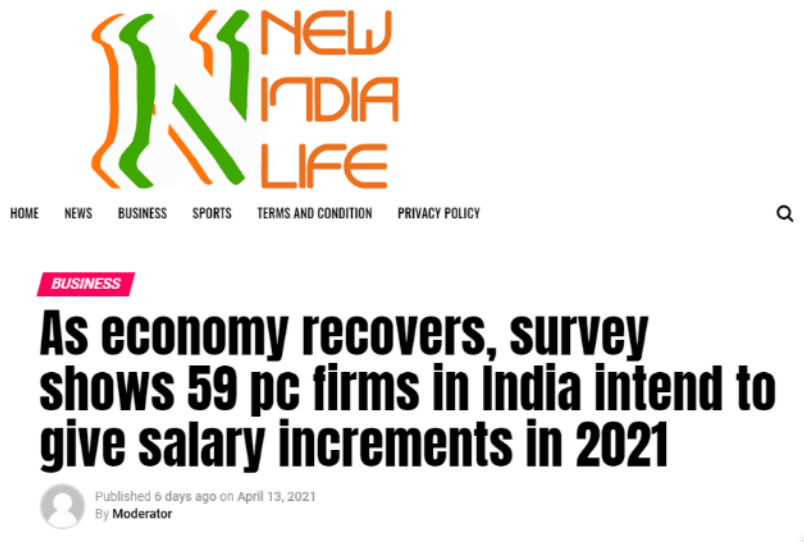 NEW
INDIA
LIFE
HOME NEWS BUSINESS SPORTS TERMS AND CONDITION PRIVACY POLICY
BUSINESS
As economy recovers, survey
shows 59 pc firms in India intend to
give salary increments in 2021
Published 6 days ago on April 13, 2021
By Moderator